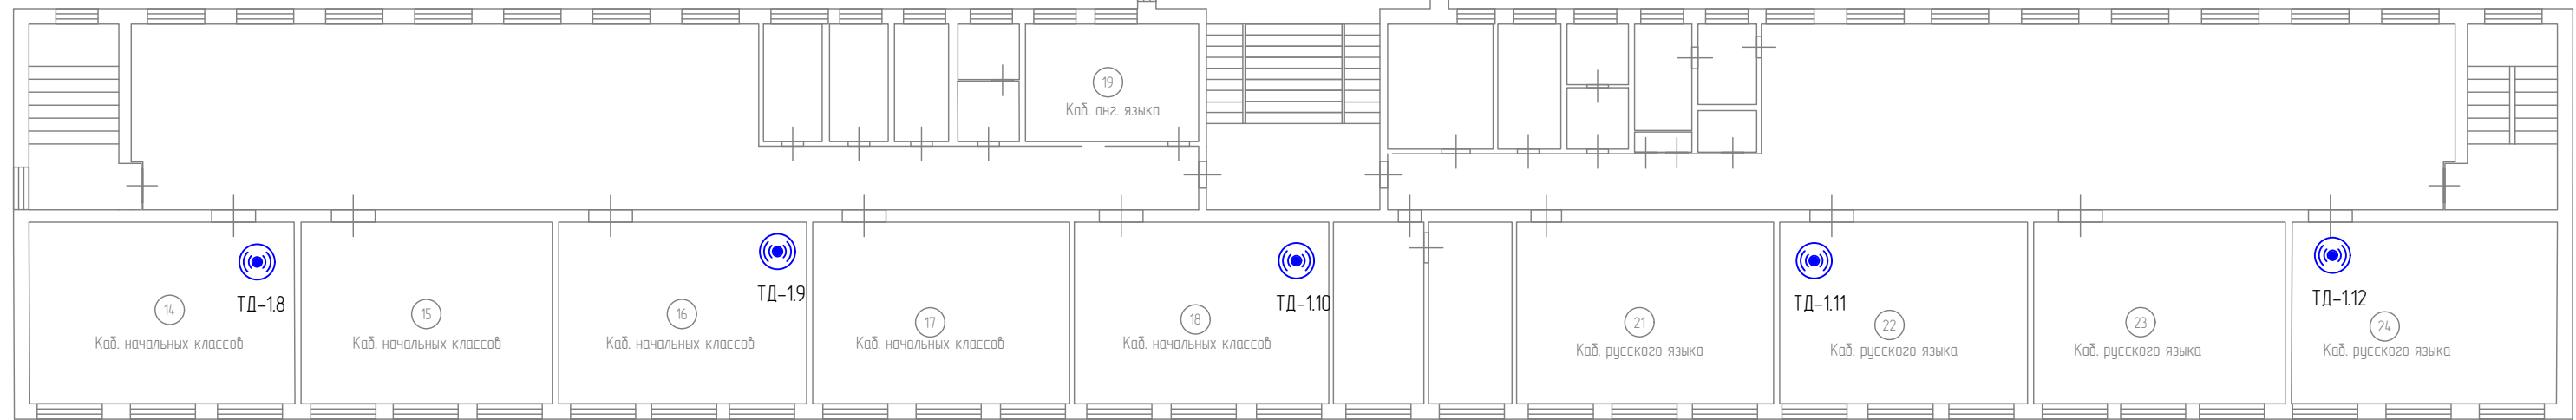 19
Каб. анг. языка
14
Каб. начальных классов
ТД-1.8
15
Каб. начальных классов
16
Каб. начальных классов
ТД-1.9
17
Каб. начальных классов
18
Каб. начальных классов
ТД-1.10
21
Каб. русского языка
ТД-1.11
22
Каб. русского языка
23
Каб. русского языка
ТД-1.12
24
Каб. русского языка